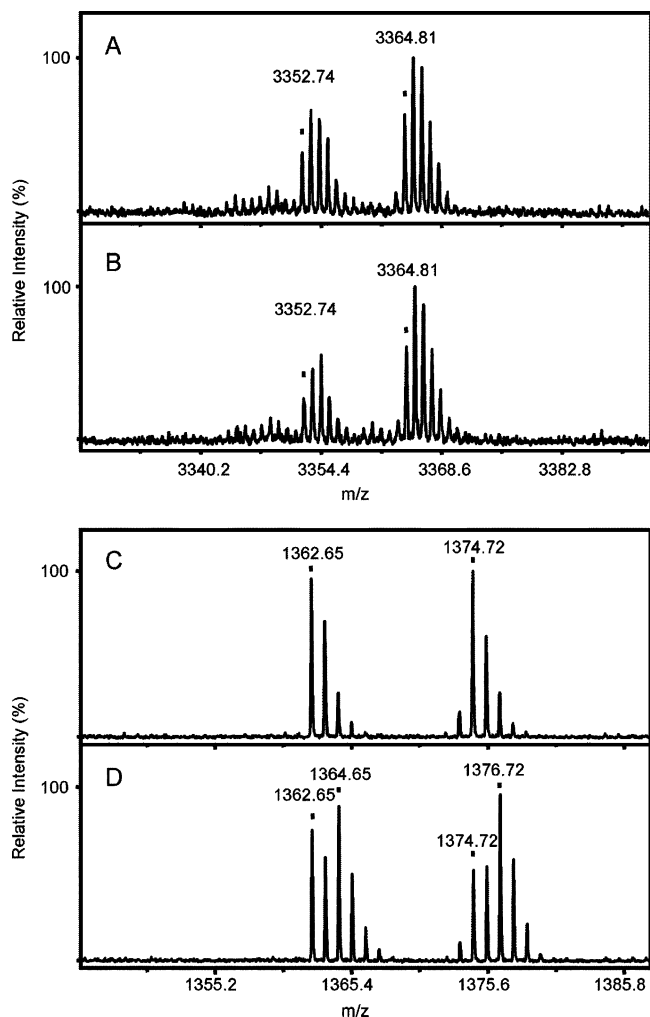 A
3364.81
100
3352.74
Relative Intensity (%)
B
3364.81
100
3352.74
3340.2 3354.4 3368.6 3382.8
m/z
C
1362.65 1374.72
100
Relative Intensity (%)
D
1364.65 1376.72
100
1362.65
1374.72
1355.2 1365.4 1375.6 1385.8
m/z